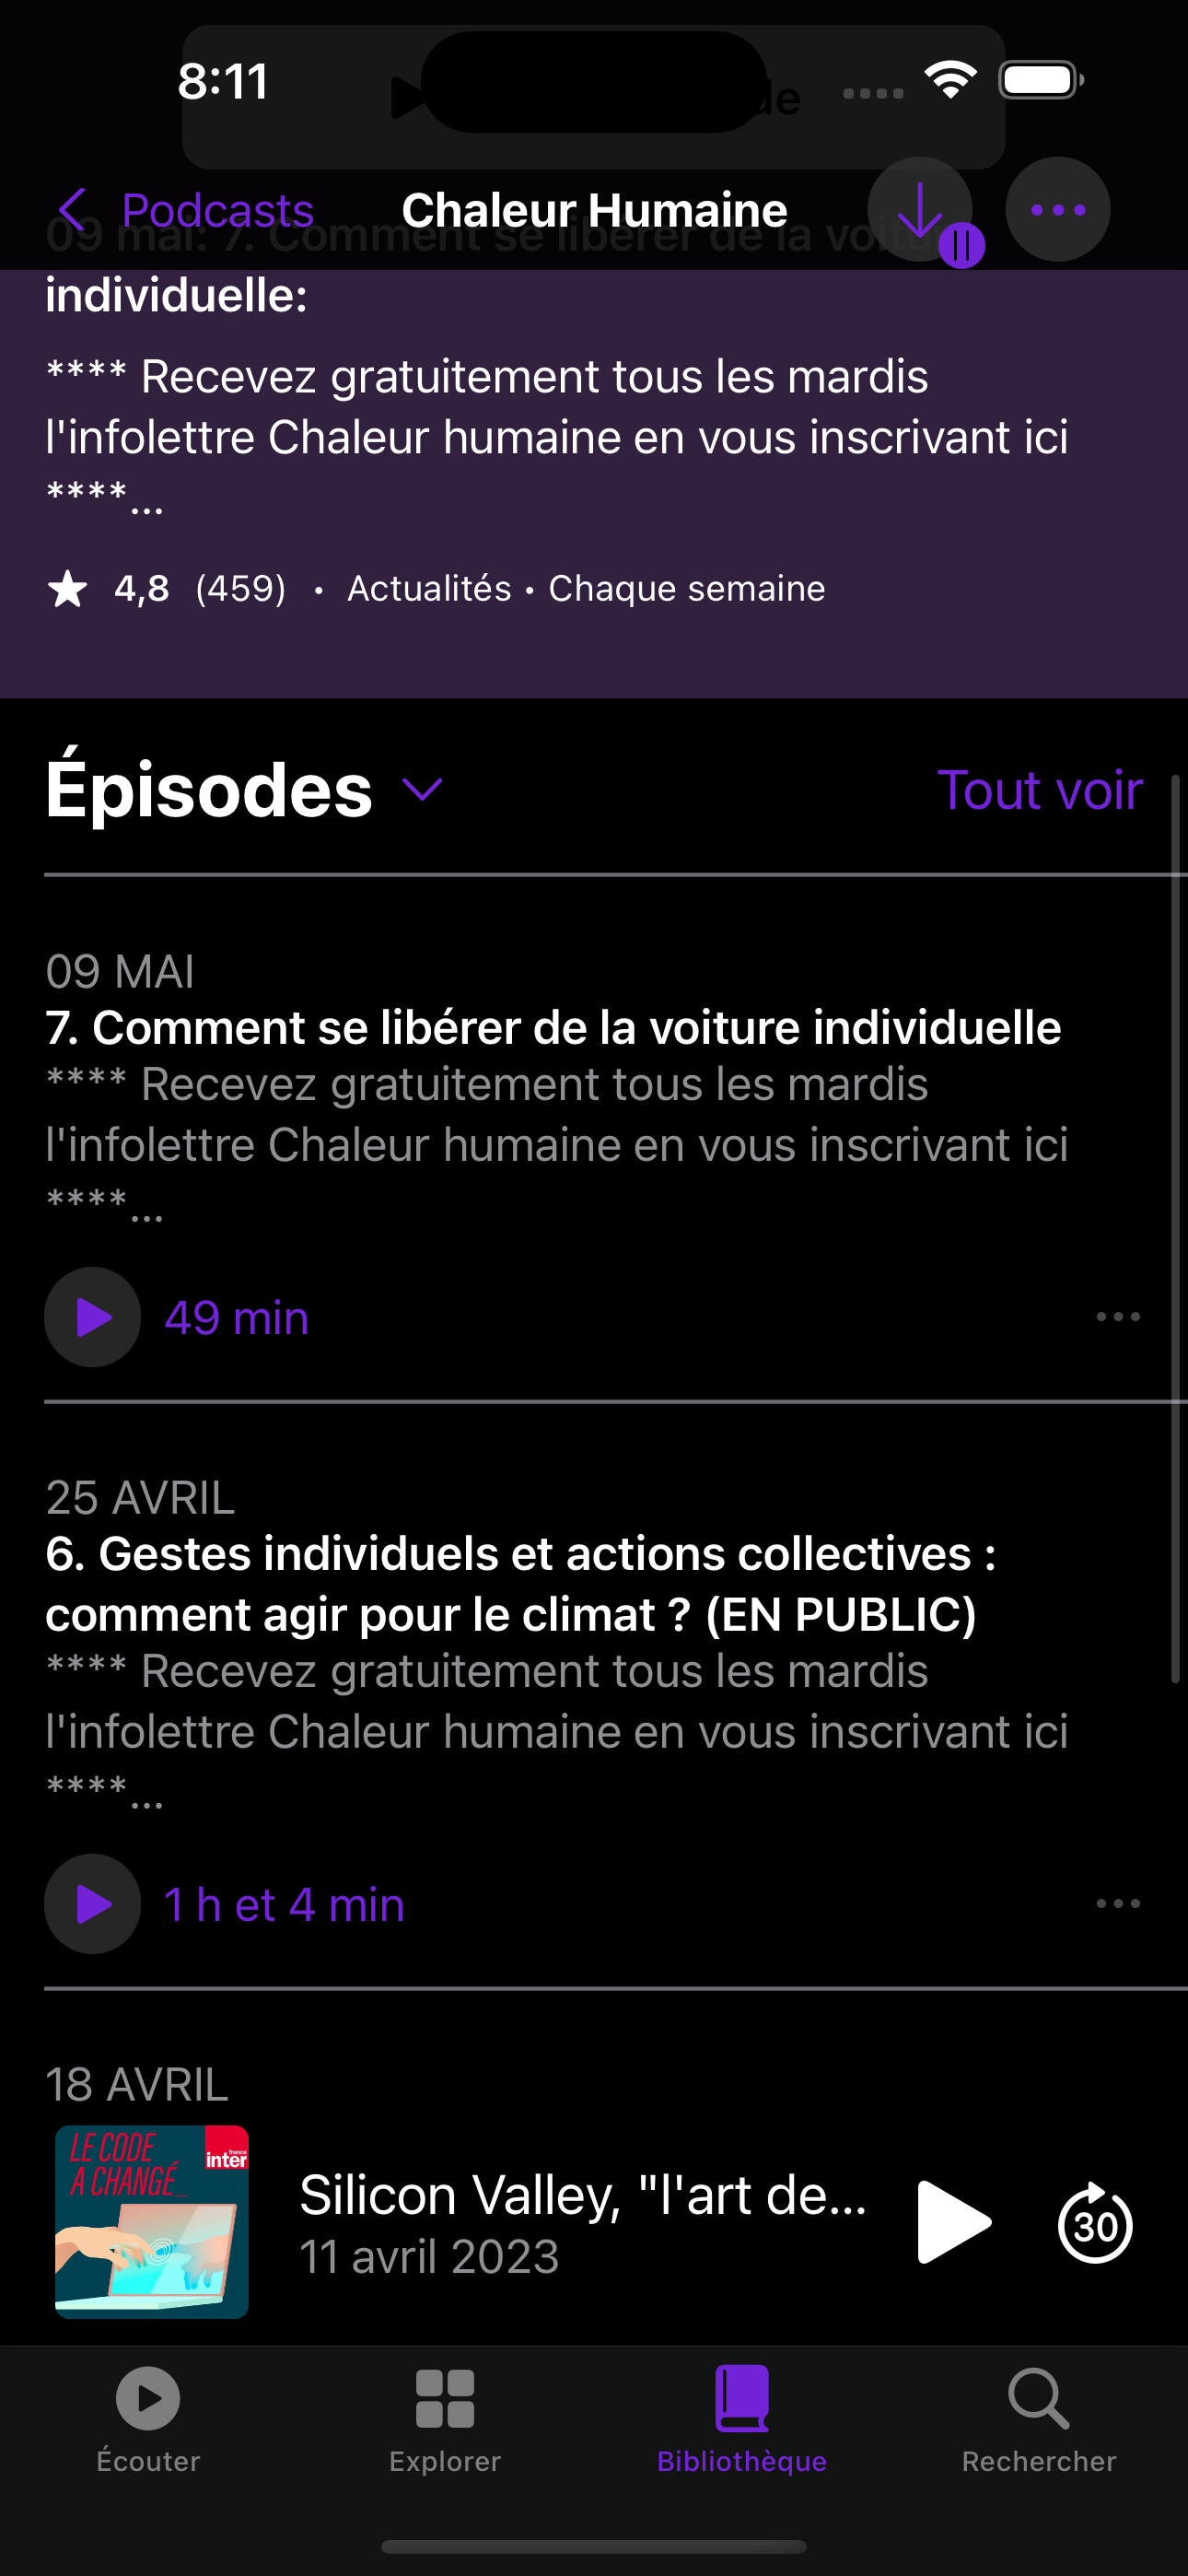 8:11
de
Podcasts
Chaleur Humaine
09 mai: 7. Comment se libérer de la voiture
individuelle:
**** Recevez gratuitement tous les mardis
l'infolettre Chaleur humaine en vous inscrivant ici
****...
4,8 (459) • Actualités • Chaque semaine
Épisodes
Tout voir
09 MAI
7. Comment se libérer de la voiture individuelle
**** Recevez gratuitement tous les mardis
l'infolettre Chaleur humaine en vous inscrivant ici
****...
49 min
25 AVRIL
6. Gestes individuels et actions collectives :
comment agir pour le climat ? (EN PUBLIC)
**** Recevez gratuitement tous les mardis
l'infolettre Chaleur humaine en vous inscrivant ici
****...
1 h et 4 min
18 AVRIL
LE CODE
A CHANGÉ_
france
inter
Silicon Valley, "l'art de...
11 avril 2023
30
Écouter
Explorer
Bibliothèque
Rechercher